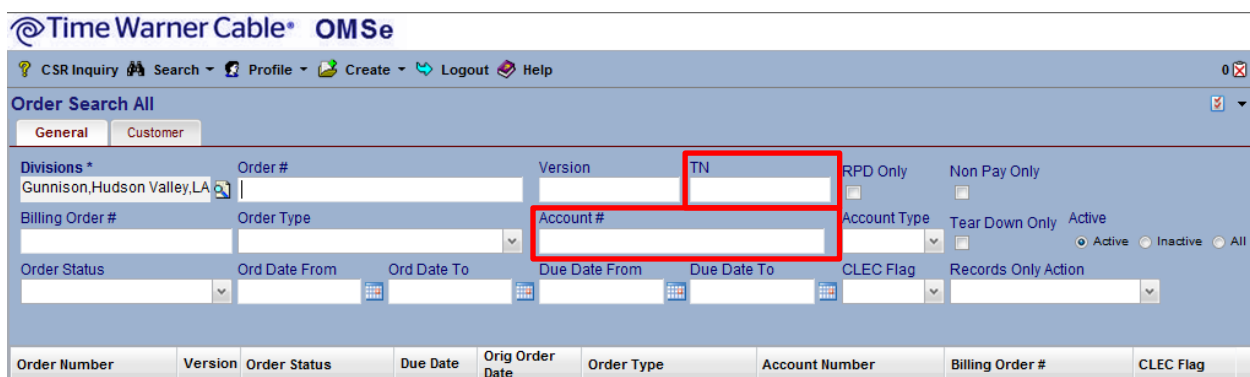 Time Warner Cable® OMSe
CSR Inquiry Search Profile Create Logout Help 0
Order Search All
General Customer
Divisions * Order # Version TN RPD Only Non Pay Only
Gunnison,Hudson Valley,LA
Billing Order # Order Type Account # Account Type Tear Down Only Active
Active Inactive All
Order Status Ord Date From Ord Date To Due Date From Due Date To CLEC Flag Records Only Action
Order Number Version Order Status Due Date Orig Order Date Order Type Account Number Billing Order # CLEC Flag